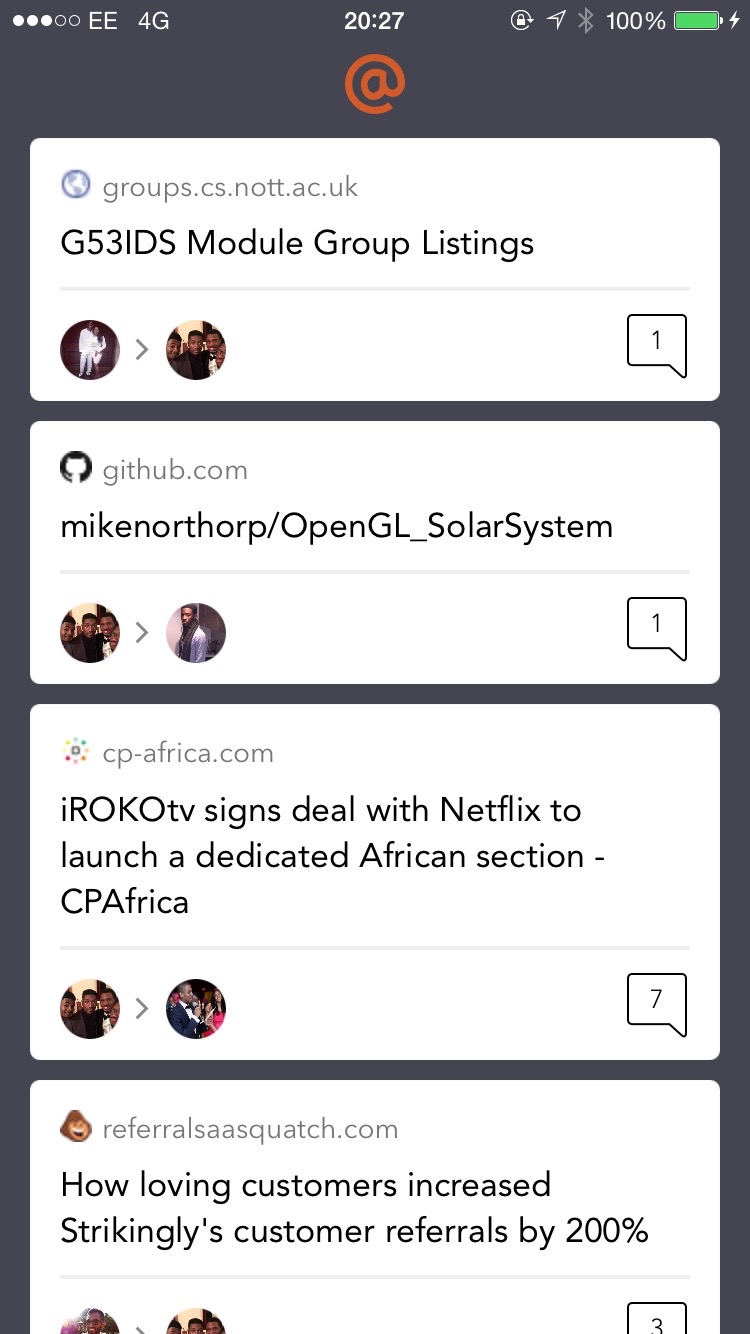 EE 4G 20:27 100%
@
groups.cs.nott.ac.uk
G53IDS Module Group Listings
1
github.com
mikenorthorp/OpenGL_SolarSystem
1
cp-africa.com
iROKOtv signs deal with Netflix to
launch a dedicated African section -
CPAfrica
7
referralsaasquatch.com
How loving customers increased
Strikingly's customer referrals by 200%
3